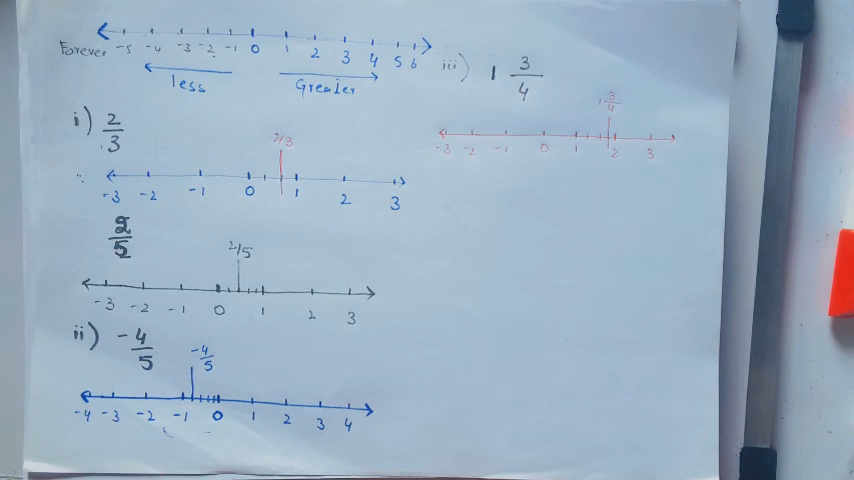 Forever -5 -4 -3 -2 -1 0 1 2 3 4 5 6
less Greater
i) 2/3
2/3
-3 -2 -1 0 1 2 3
2/5
2/5
-3 -2 -1 0 1 2 3
ii) -4/5
-4/5
-4 -3 -2 -1 0 1 2 3 4
iii) 1 3/4
1 3/4
-3 -2 -1 0 1 2 3